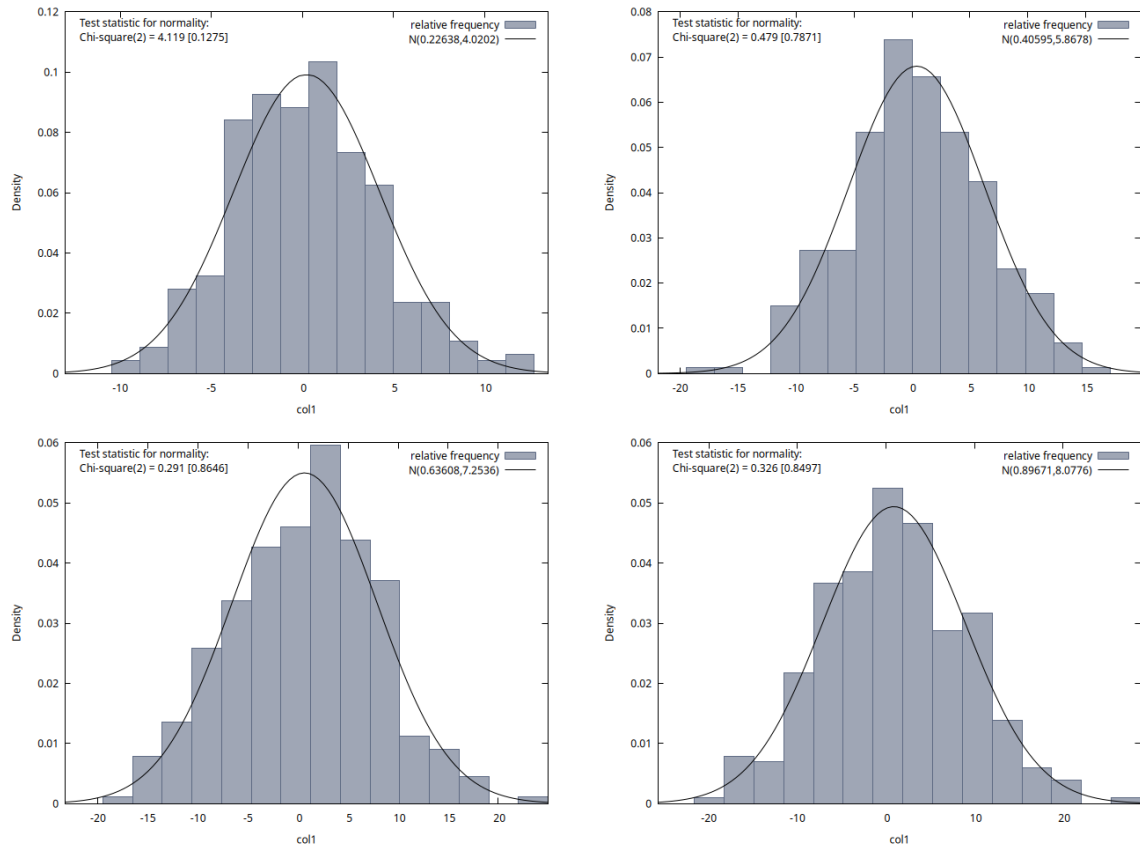 Test statistic for normality:
Chi-square(2) = 4.119 [0.1275]
relative frequency
N(0.22638,4.0202)
0.12
0.1
0.08
0.06
0.04
0.02
0
Density
-10 -5 0 5 10
col1
Test statistic for normality:
Chi-square(2) = 0.479 [0.7871]
relative frequency
N(0.40595,5.8678)
0.08
0.07
0.06
0.05
0.04
0.03
0.02
0.01
0
Density
-20 -15 -10 -5 0 5 10 15
col1
Test statistic for normality:
Chi-square(2) = 0.291 [0.8646]
relative frequency
N(0.63608,7.2536)
0.06
0.05
0.04
0.03
0.02
0.01
0
Density
-20 -15 -10 -5 0 5 10 15 20
col1
Test statistic for normality:
Chi-square(2) = 0.326 [0.8497]
relative frequency
N(0.89671,8.0776)
0.06
0.05
0.04
0.03
0.02
0.01
0
Density
-20 -10 0 10 20
col1